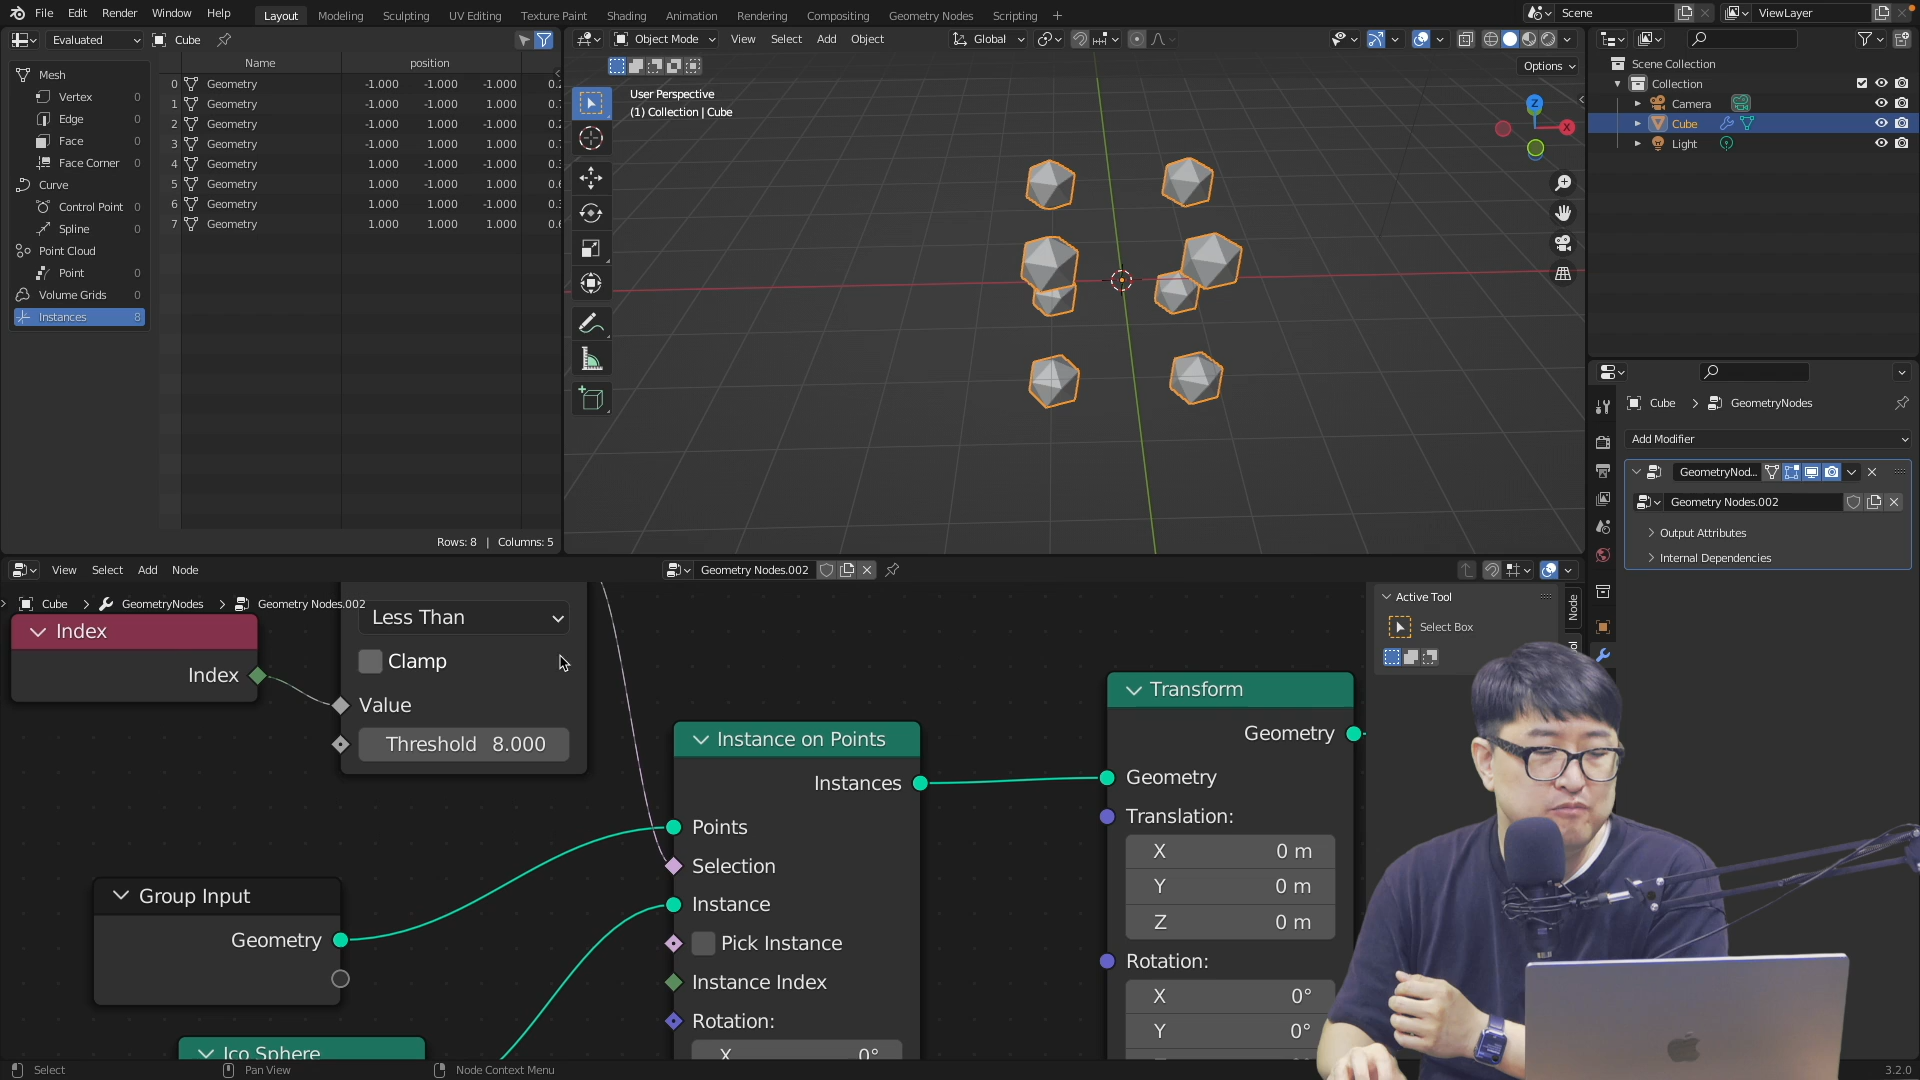 File Edit Render Window Help Layout Modeling Sculpting UV Editing Texture Paint Shading Animation Rendering Compositing Geometry Nodes Scripting Scene ViewLayer
Evaluated Cube
Name position
Mesh
Vertex 0
Edge 0
Face 0
Face Corner 0
Curve
Control Point 0
Spline 0
Point Cloud
Point 0
Volume Grids 0
Instances 8
0 Geometry -1.000 -1.000 -1.000
1 Geometry -1.000 -1.000 1.000
2 Geometry -1.000 1.000 -1.000
3 Geometry -1.000 1.000 1.000
4 Geometry 1.000 -1.000 -1.000
5 Geometry 1.000 -1.000 1.000
6 Geometry 1.000 1.000 -1.000
7 Geometry 1.000 1.000 1.000
Rows: 8 | Columns: 5
Object Mode View Select Add Object Global
Options
User Perspective
(1) Collection | Cube
Z
X
Scene Collection
Collection
Camera
Cube
Light
Cube GeometryNodes
Add Modifier
GeometryNod...
Geometry Nodes.002
Output Attributes
Internal Dependencies
View Select Add Node Geometry Nodes.002
Cube GeometryNodes Geometry Nodes.002
Less Than
Clamp
Value
Threshold 8.000
Index
Index
Group Input
Geometry
Ico Sphere
Instance on Points
Instances
Points
Selection
Instance
Pick Instance
Instance Index
Rotation:
X 0°
Transform
Geometry
Geometry
Translation:
X 0 m
Y 0 m
Z 0 m
Rotation:
X 0°
Y 0°
Active Tool
Select Box
Node
Select Pan View Node Context Menu
3.2.0